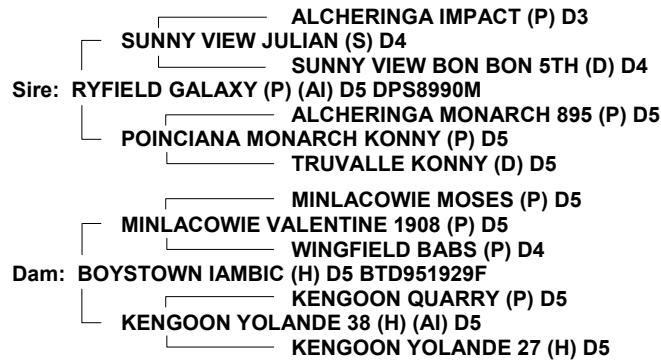 ALCHERINGA IMPACT (P) D3
SUNNY VIEW JULIAN (S) D4
SUNNY VIEW BON BON 5TH (D) D4
Sire: RYFIELD GALAXY (P) (AI) D5 DPS8990M
ALCHERINGA MONARCH 895 (P) D5
POINCIANA MONARCH KONNY (P) D5
TRUVALLE KONNY (D) D5
MINLACOWIE MOSES (P) D5
MINLACOWIE VALENTINE 1908 (P) D5
WINGFIELD BABS (P) D4
Dam: BOYSTOWN IAMBIC (H) D5 BTD951929F
KENGOON QUARRY (P) D5
KENGOON YOLANDE 38 (H) (AI) D5
KENGOON YOLANDE 27 (H) D5